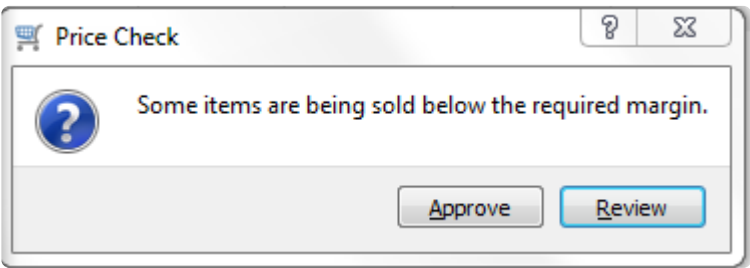 Price Check
Some items are being sold below the required margin.
Approve
Review